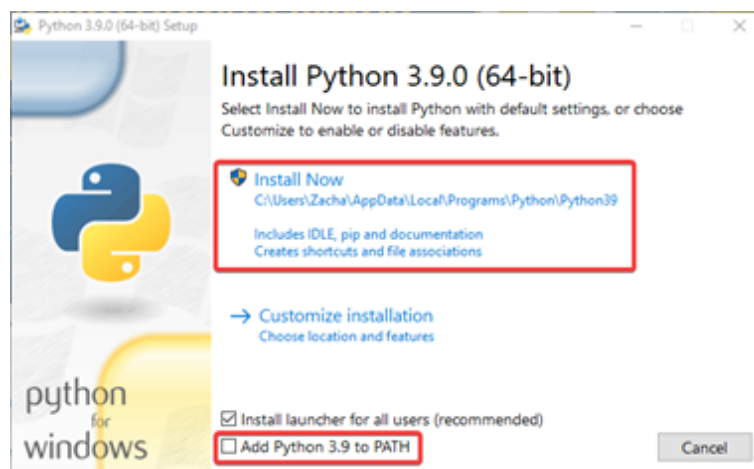 Python 3.9.0 (64-bit) Setup
Install Python 3.9.0 (64-bit)
Select Install Now to install Python with default settings, or choose
Customize to enable or disable features.
Install Now
C:\Users\Zacha\AppData\Local\Programs\Python\Python39
Includes IDLE, pip and documentation
Creates shortcuts and file associations
Customize installation
Choose location and features
python
for
windows
Install launcher for all users (recommended)
Add Python 3.9 to PATH
Cancel